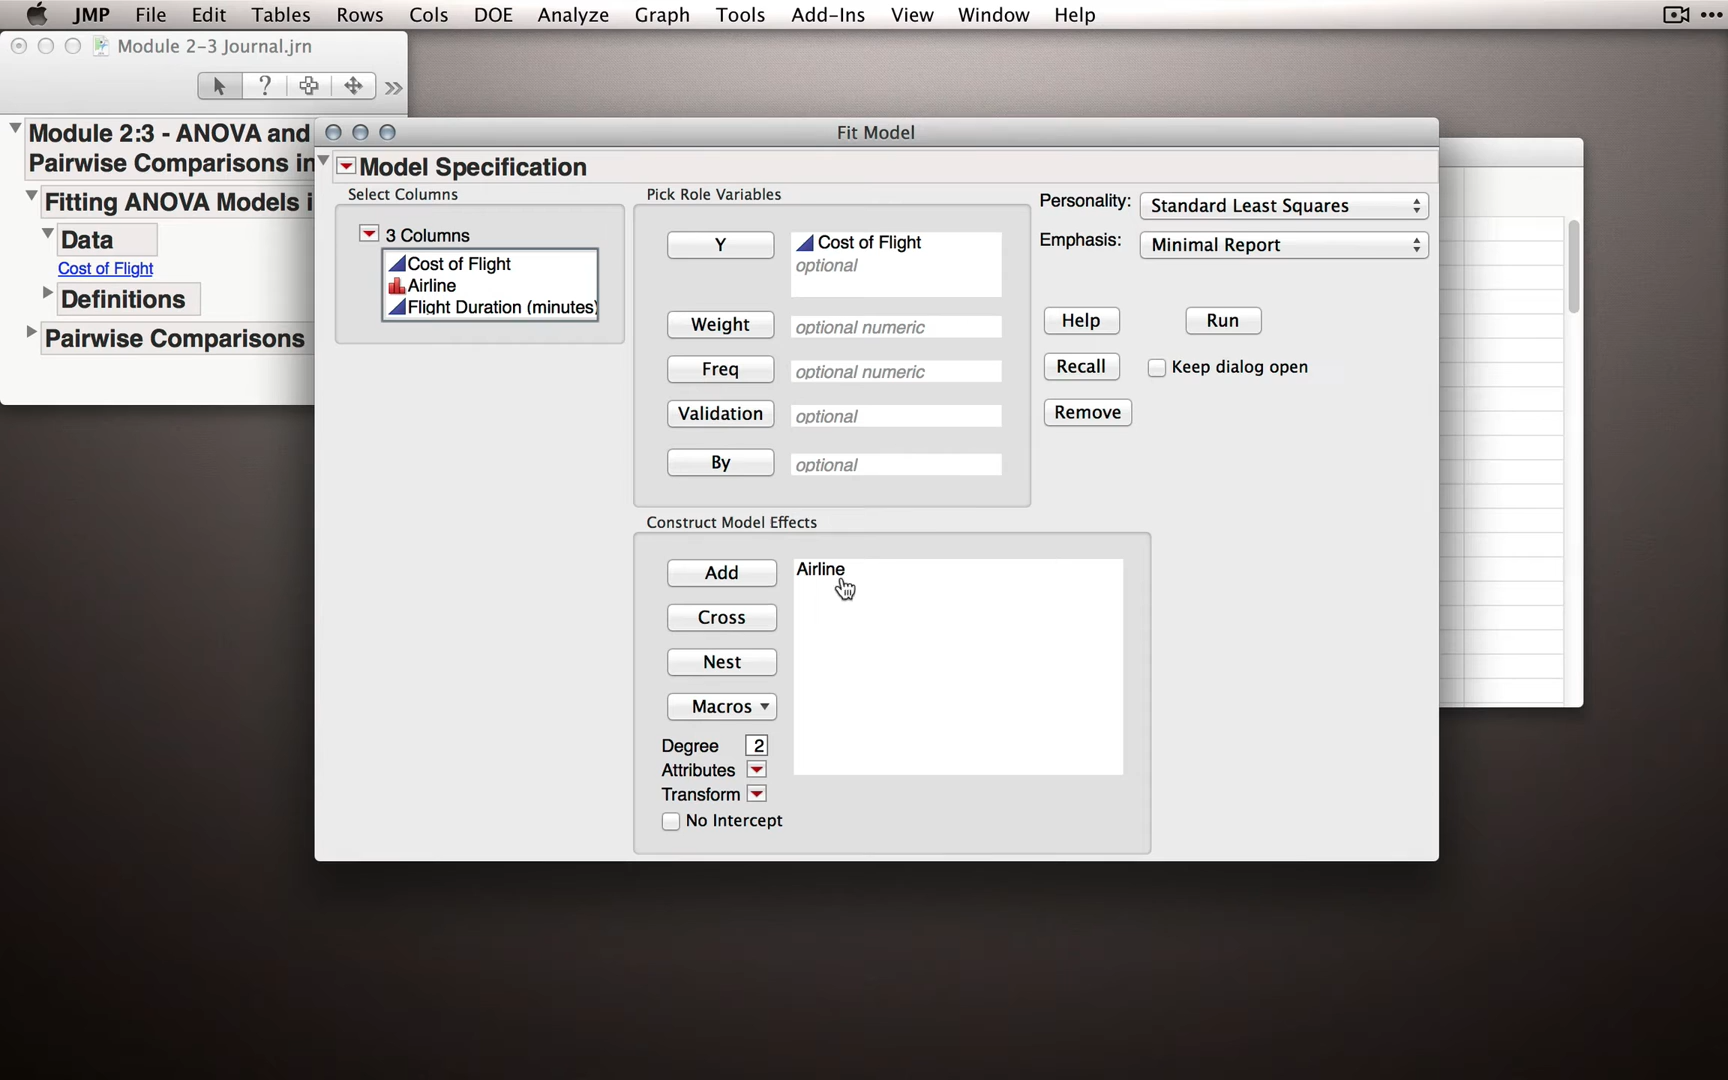 JMP File Edit Tables Rows Cols DOE Analyze Graph Tools Add-Ins View Window Help
Module 2-3 Journal.jrn
?
Module 2:3 - ANOVA and
Pairwise Comparisons in
Fitting ANOVA Models i
Data
Cost of Flight
Definitions
Pairwise Comparisons
Fit Model
Model Specification
Select Columns
3 Columns
Cost of Flight
Airline
Flight Duration (minutes)
Pick Role Variables
Y
Cost of Flight
optional
Weight
optional numeric
Freq
optional numeric
Validation
optional
By
optional
Personality:
Standard Least Squares
Emphasis:
Minimal Report
Help
Run
Recall
Keep dialog open
Remove
Construct Model Effects
Add
Airline
Cross
Nest
Macros
Degree 2
Attributes
Transform
No Intercept